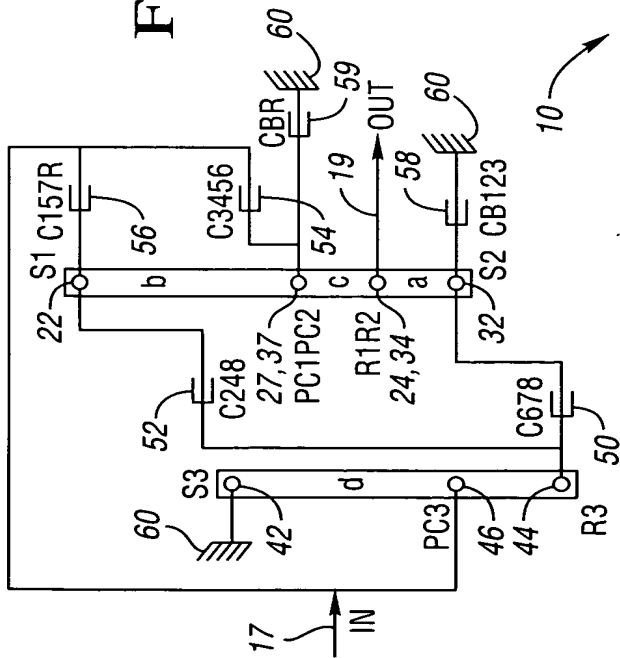 F
60
CBR
59
OUT
60
10
C157R
56
C3456
54
19
58
CB123
S1
22
b
c
a
S2
32
27,37
PC1PC2
R1R2
24,34
52
C248
C678
50
S3
d
42
60
PC3
46
44
R3
17
IN